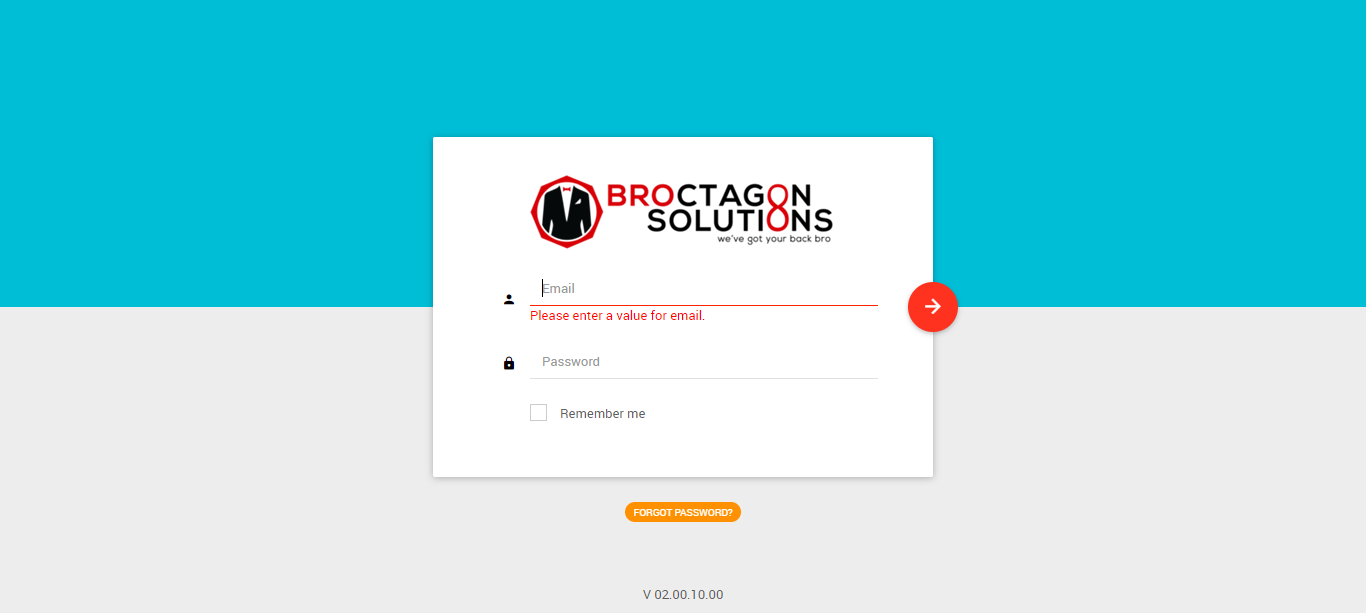 BROCTAGON
SOLUTIONS
we've got your back bro
Email
Please enter a value for email.
Password
Remember me
FORGOT PASSWORD?
V 02.00.10.00